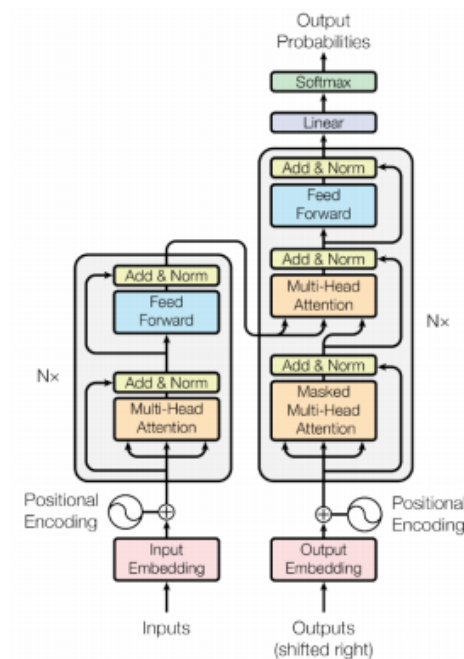 Output
Probabilities
Softmax
Linear
Add & Norm
Feed
Forward
Add & Norm
Multi-Head
Attention
Add & Norm
Masked
Multi-Head
Attention
Nx
Add & Norm
Feed
Forward
Add & Norm
Multi-Head
Attention
Nx
Positional
Encoding
Positional
Encoding
Input
Embedding
Output
Embedding
Inputs
Outputs
(shifted right)